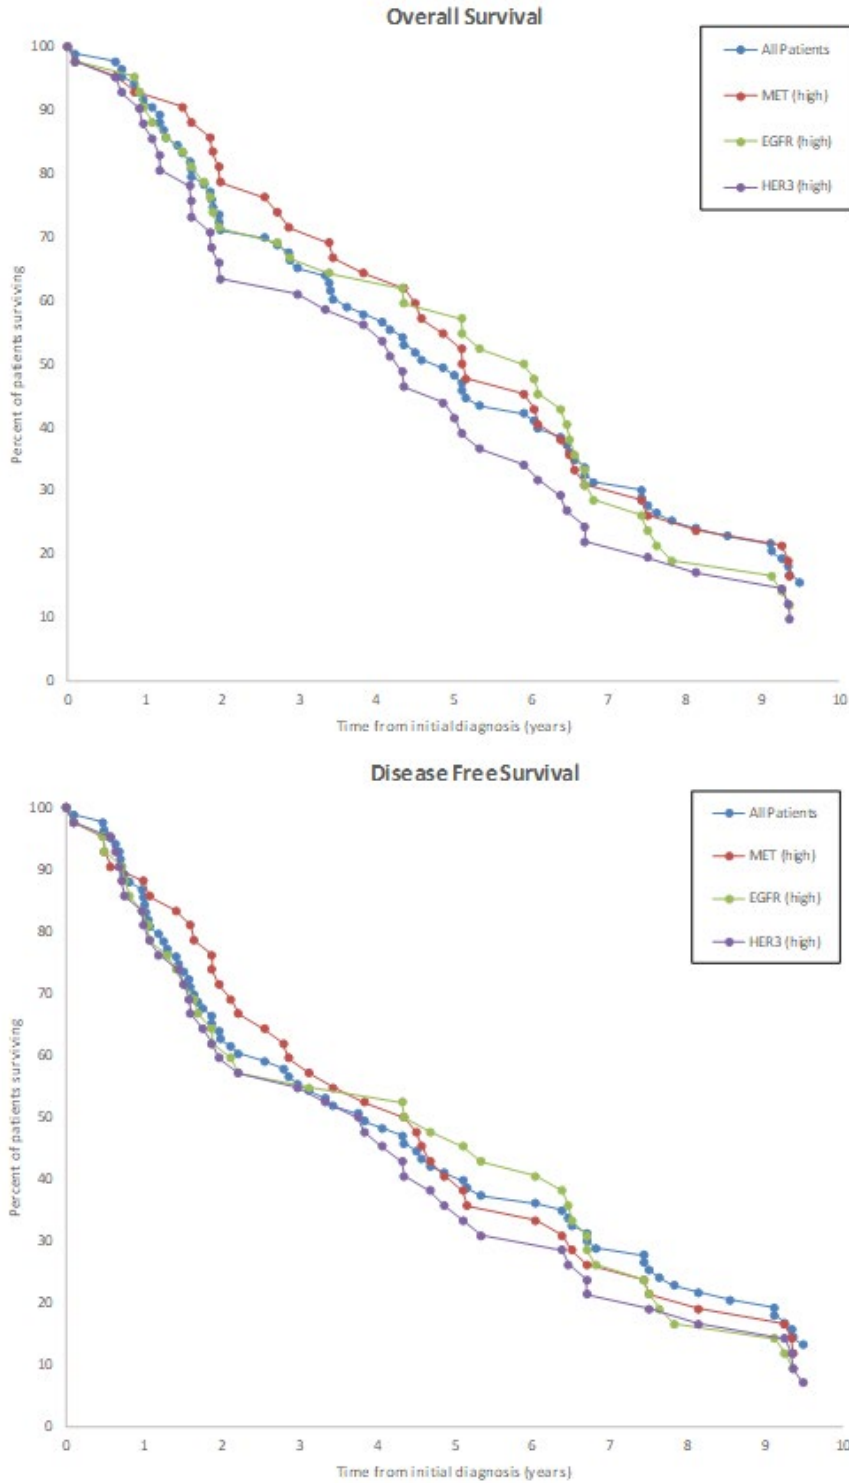 Overall Survival
100
90
80
70
60
50
40
30
20
10
0
Percent of patients surviving
0 1 2 3 4 5 6 7 8 9 10
Time from initial diagnosis (years)
All Patients
MET (high)
EGFR (high)
HER3 (high)
Disease Free Survival
100
90
80
70
60
50
40
30
20
10
0
Percent of patients surviving
0 1 2 3 4 5 6 7 8 9 10
Time from initial diagnosis (years)
All Patients
MET (high)
EGFR (high)
HER3 (high)